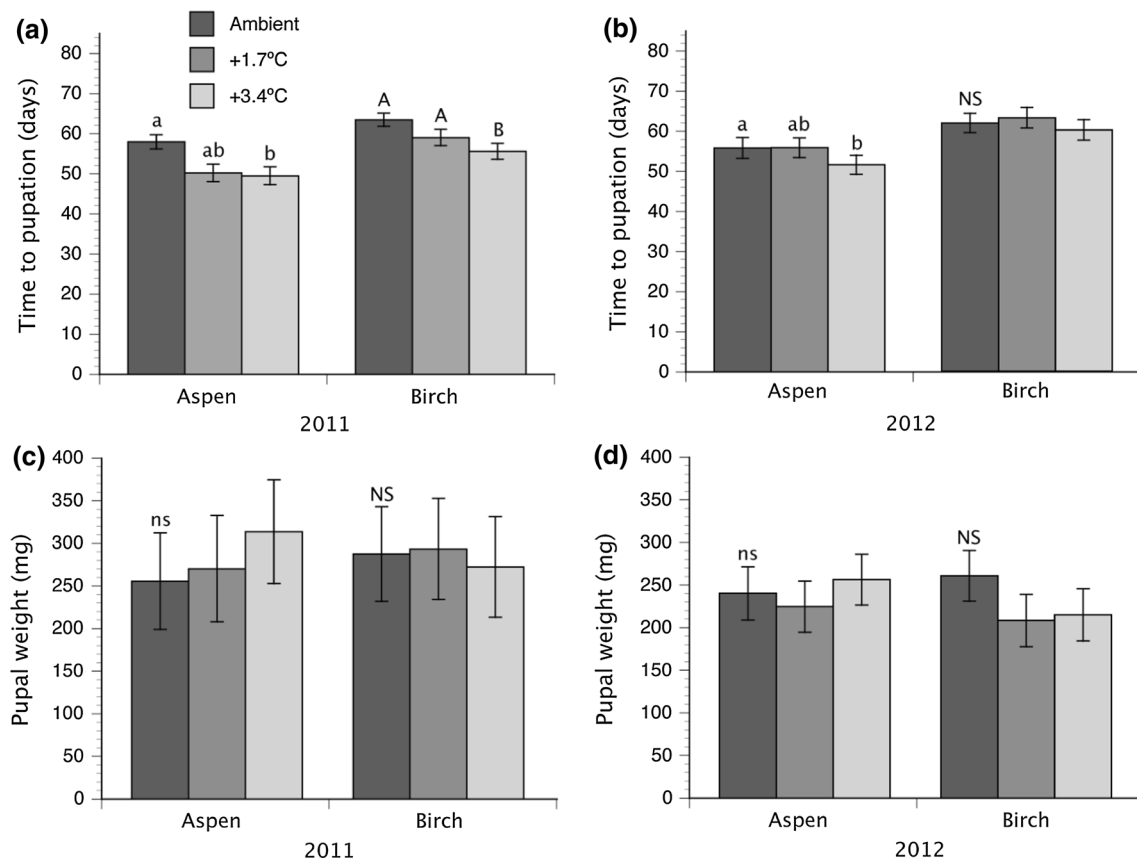 (a)
Ambient
+1.7ºC
+3.4ºC
Time to pupation (days)
80
70
60
50
40
30
20
10
0
a
ab
b
A
A
B
Aspen
Birch
2011
(b)
Time to pupation (days)
80
70
60
50
40
30
20
10
0
a
ab
b
NS
Aspen
Birch
2012
(c)
Pupal weight (mg)
400
350
300
250
200
150
100
50
0
ns
NS
Aspen
Birch
2011
(d)
Pupal weight (mg)
400
350
300
250
200
150
100
50
0
ns
NS
Aspen
Birch
2012